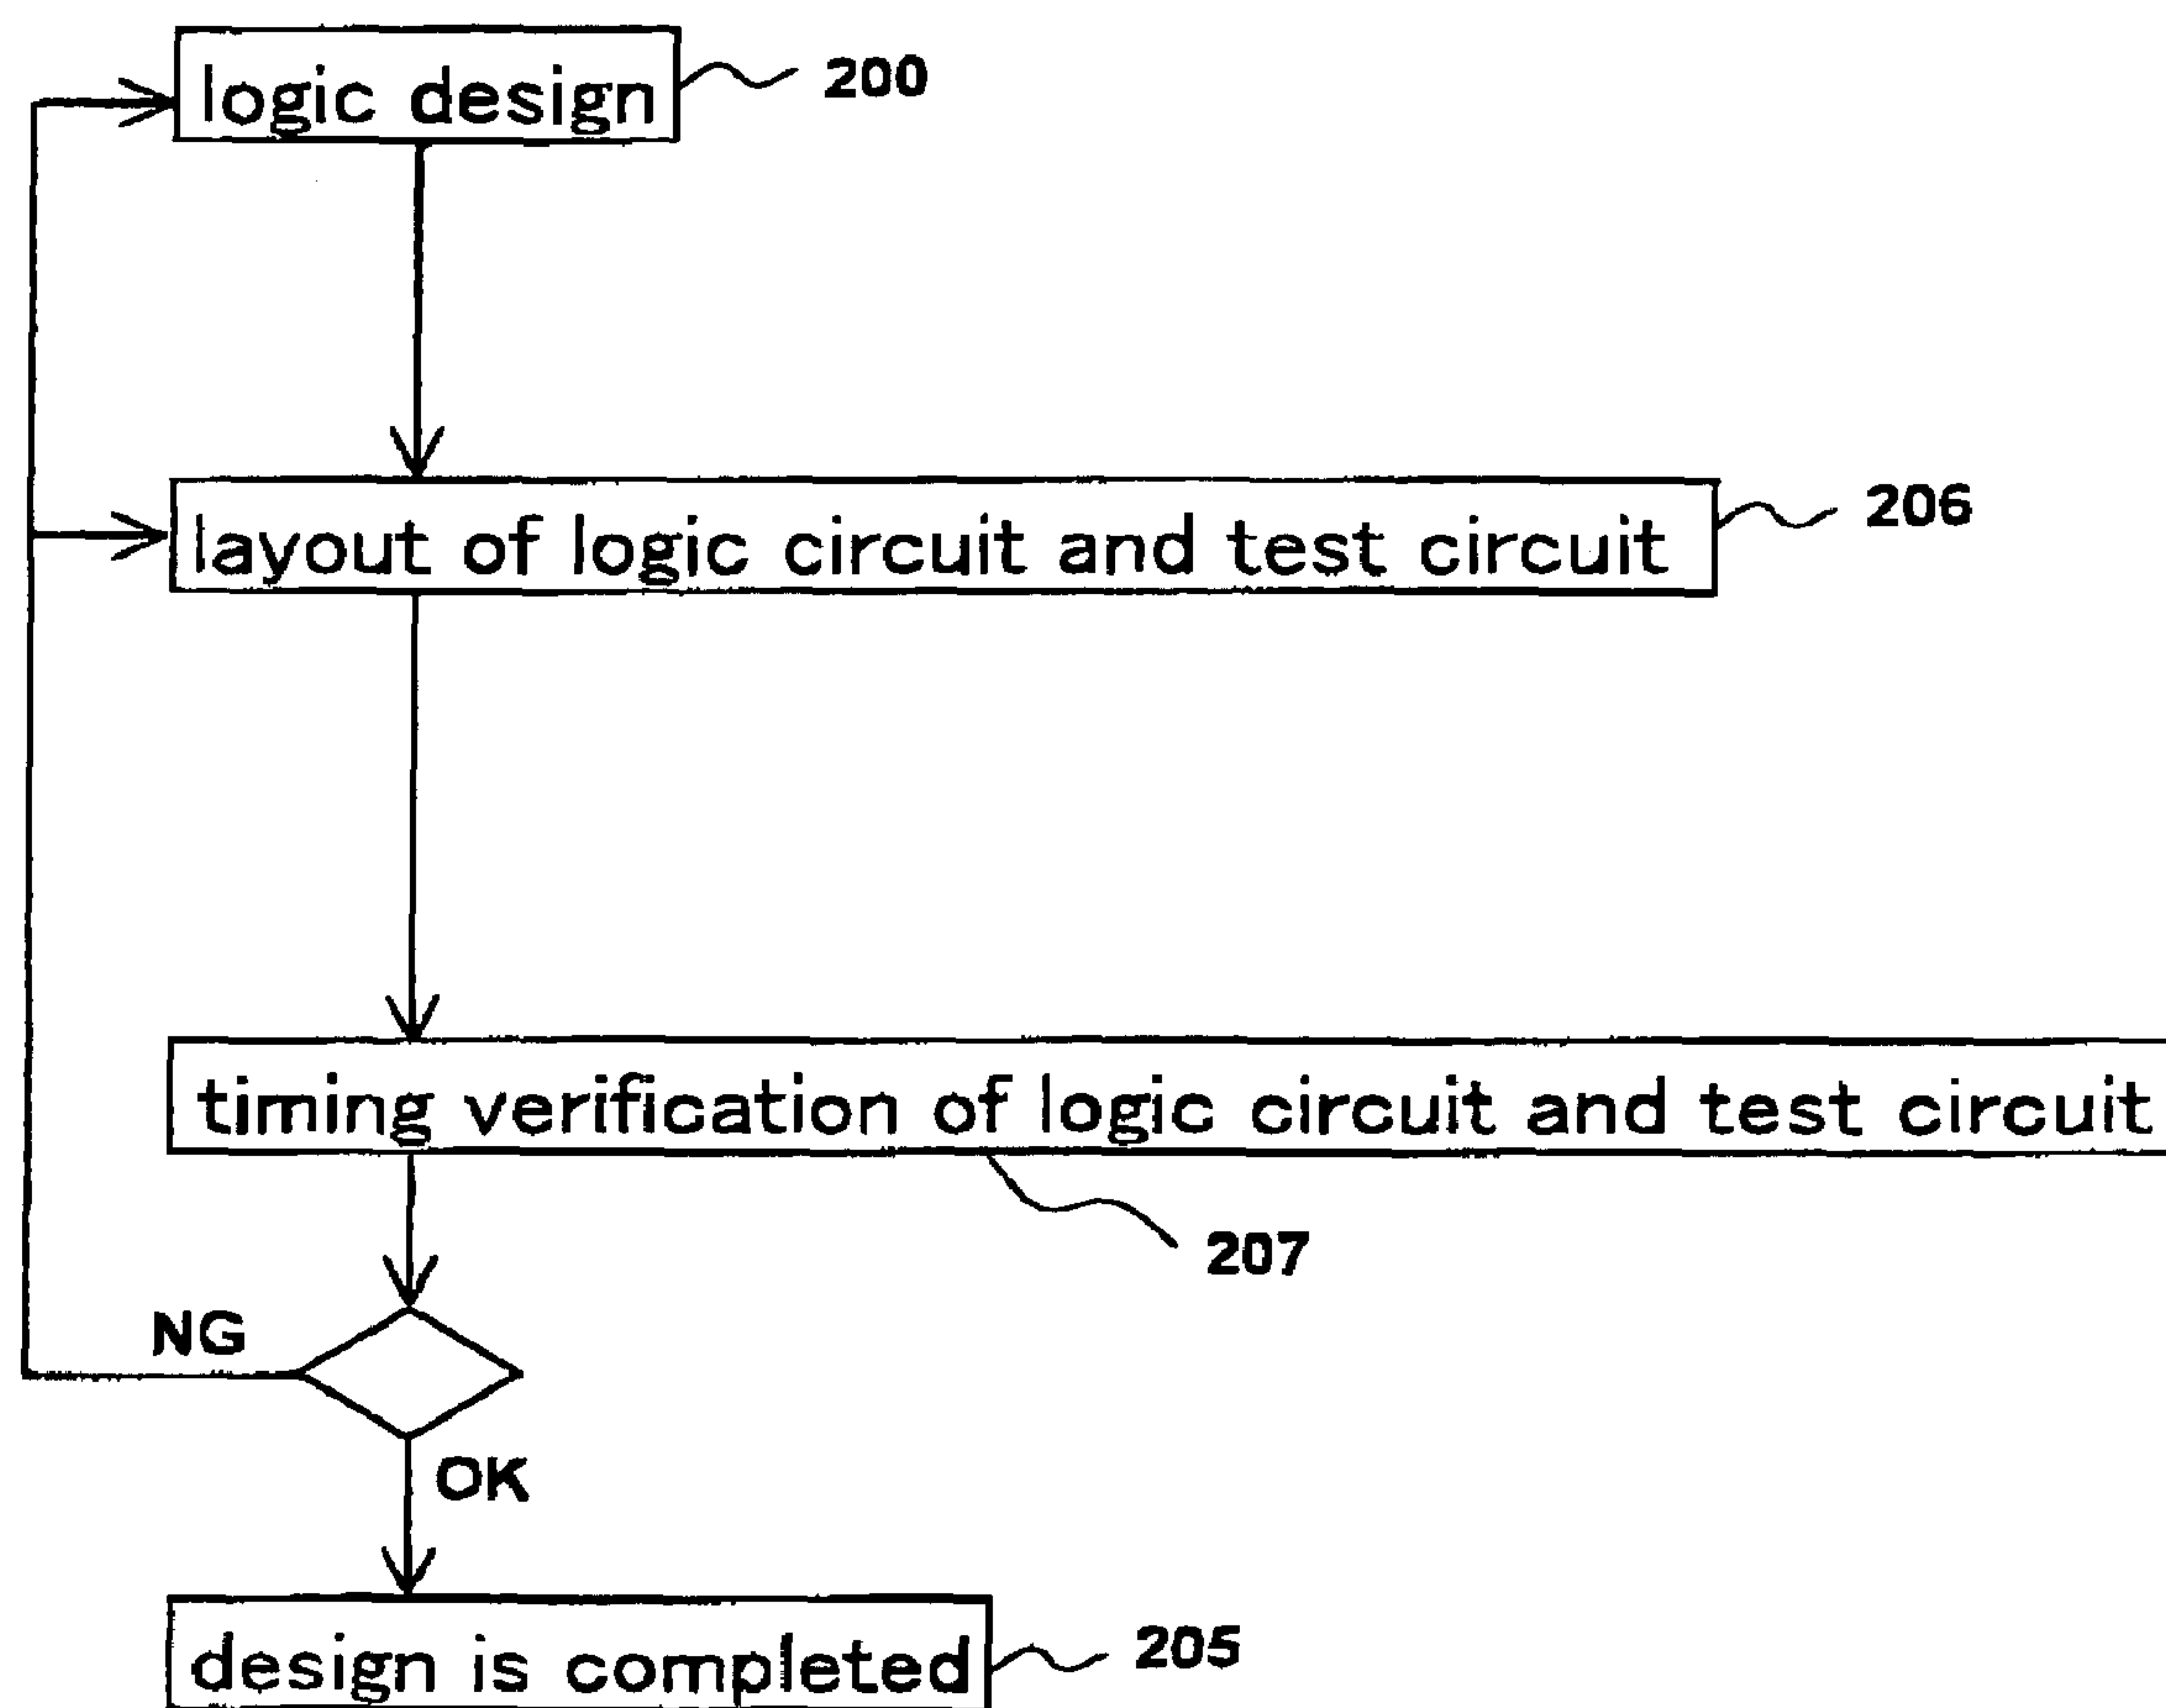 logic design
200
layout of logic circuit and test circuit
206
timing verification of logic circuit and test circuit
207
NG
OK
design is completed
205